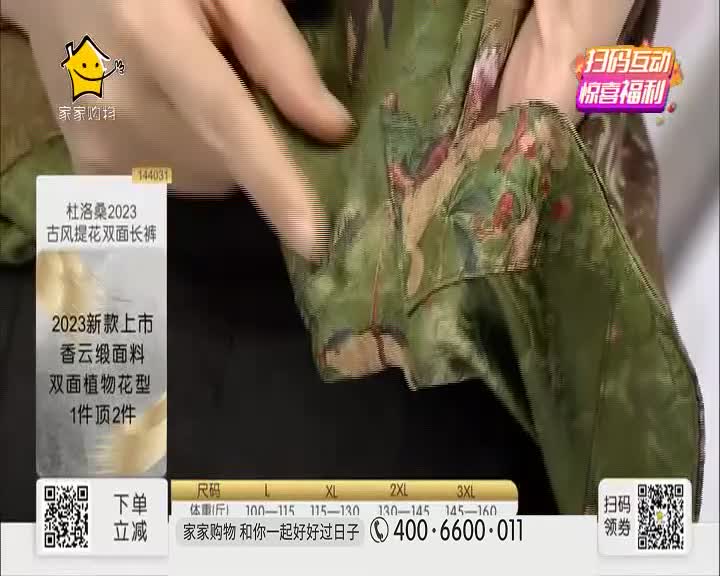 家家购物
扫码互动
惊喜福利
144031
杜洛桑2023
古风提花双面长裤
2023新款上市
香云缎面料
双面植物花型
1件顶2件
尺码 L XL 2XL 3XL
体重(斤) 100—115 115—130 130—145 145—160
下单
立减
家家购物 和你一起好好过日子
400·6600·011
扫码
领券